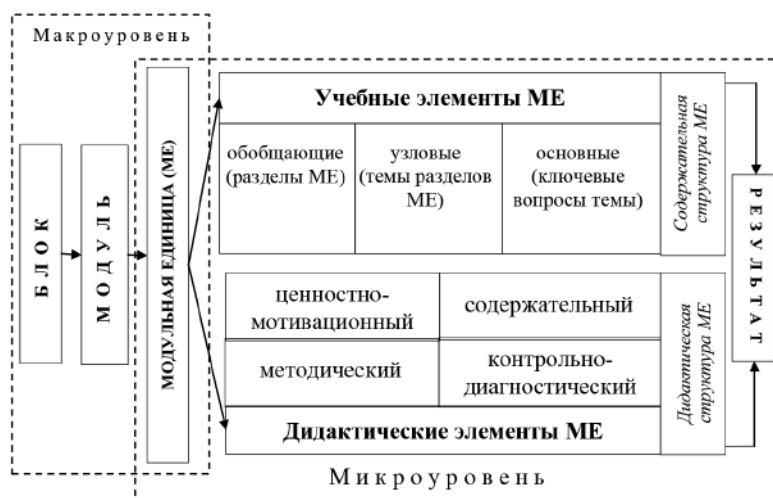 Макроуровень
БЛОК
МОДУЛЬ
МОДУЛЬНАЯ ЕДИНИЦА (МЕ)
Учебные элементы МЕ
обобщающие
(разделы МЕ)
узловые
(темы разделов
МЕ)
основные
(ключевые
вопросы темы)
Содержательная
структура МЕ
ценностно-
мотивационный
содержательный
методический
контрольно-
диагностический
Дидактические элементы МЕ
Дидактическая
структура МЕ
РЕЗУЛЬТАТ
Микроуровень